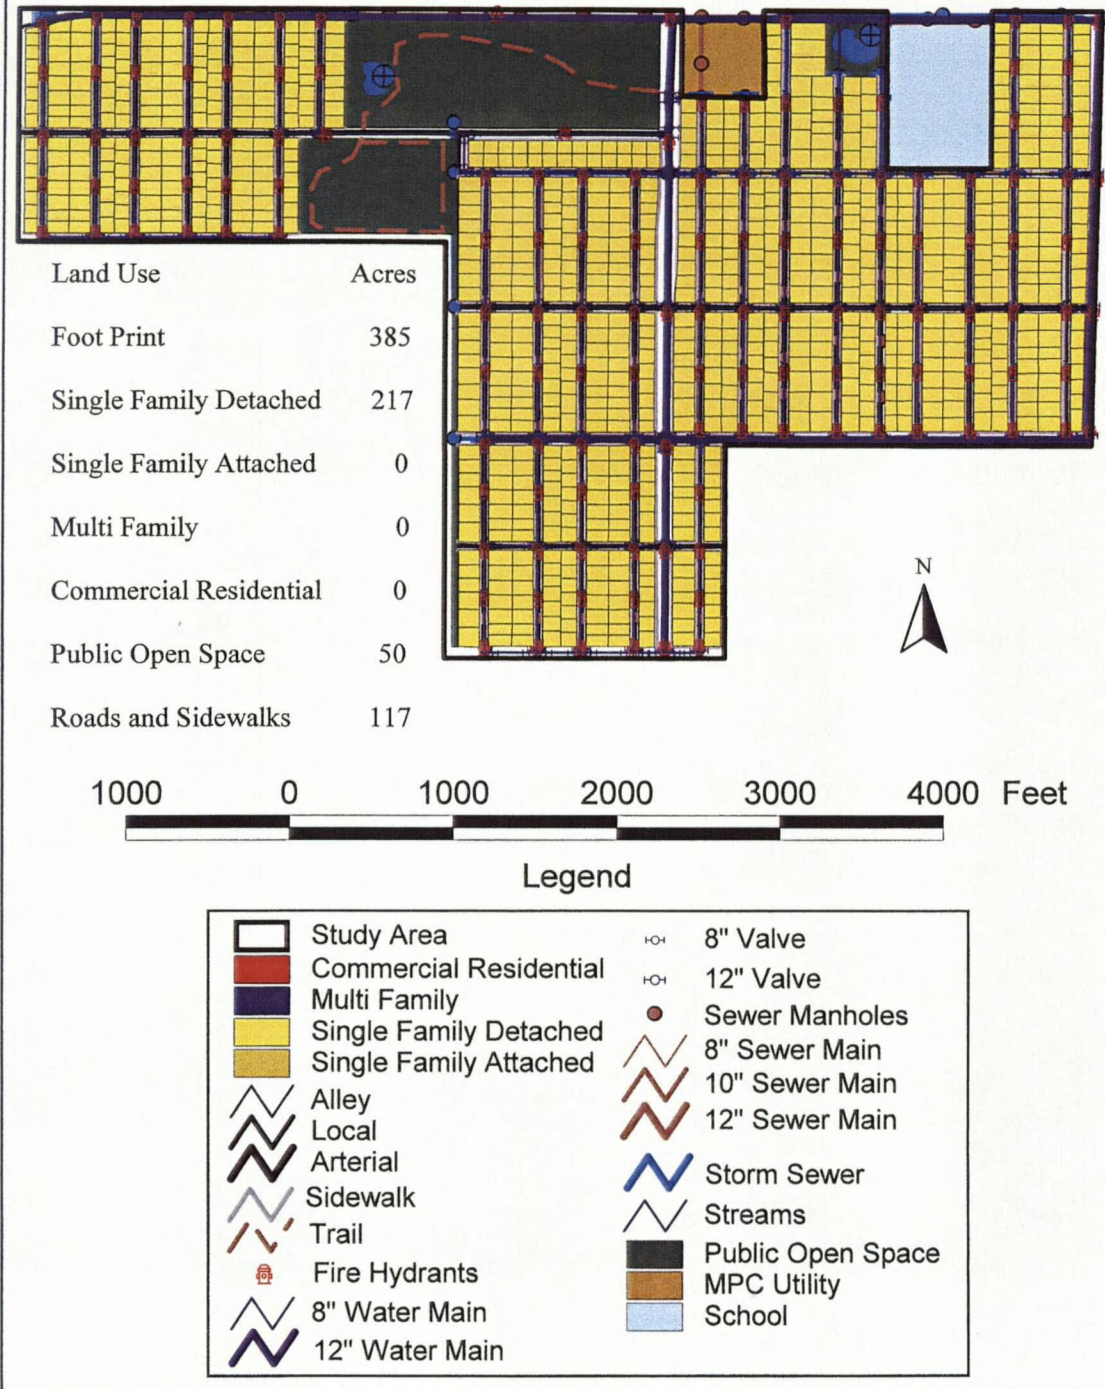 Land Use Acres
Foot Print 385
Single Family Detached 217
Single Family Attached 0
Multi Family 0
Commercial Residential 0
Public Open Space 50
Roads and Sidewalks 117
N
1000 0 1000 2000 3000 4000 Feet
Legend
Study Area
Commercial Residential
Multi Family
Single Family Detached
Single Family Attached
Alley
Local
Arterial
Sidewalk
Trail
Fire Hydrants
8" Water Main
12" Water Main
8" Valve
12" Valve
Sewer Manholes
8" Sewer Main
10" Sewer Main
12" Sewer Main
Storm Sewer
Streams
Public Open Space
MPC Utility
School